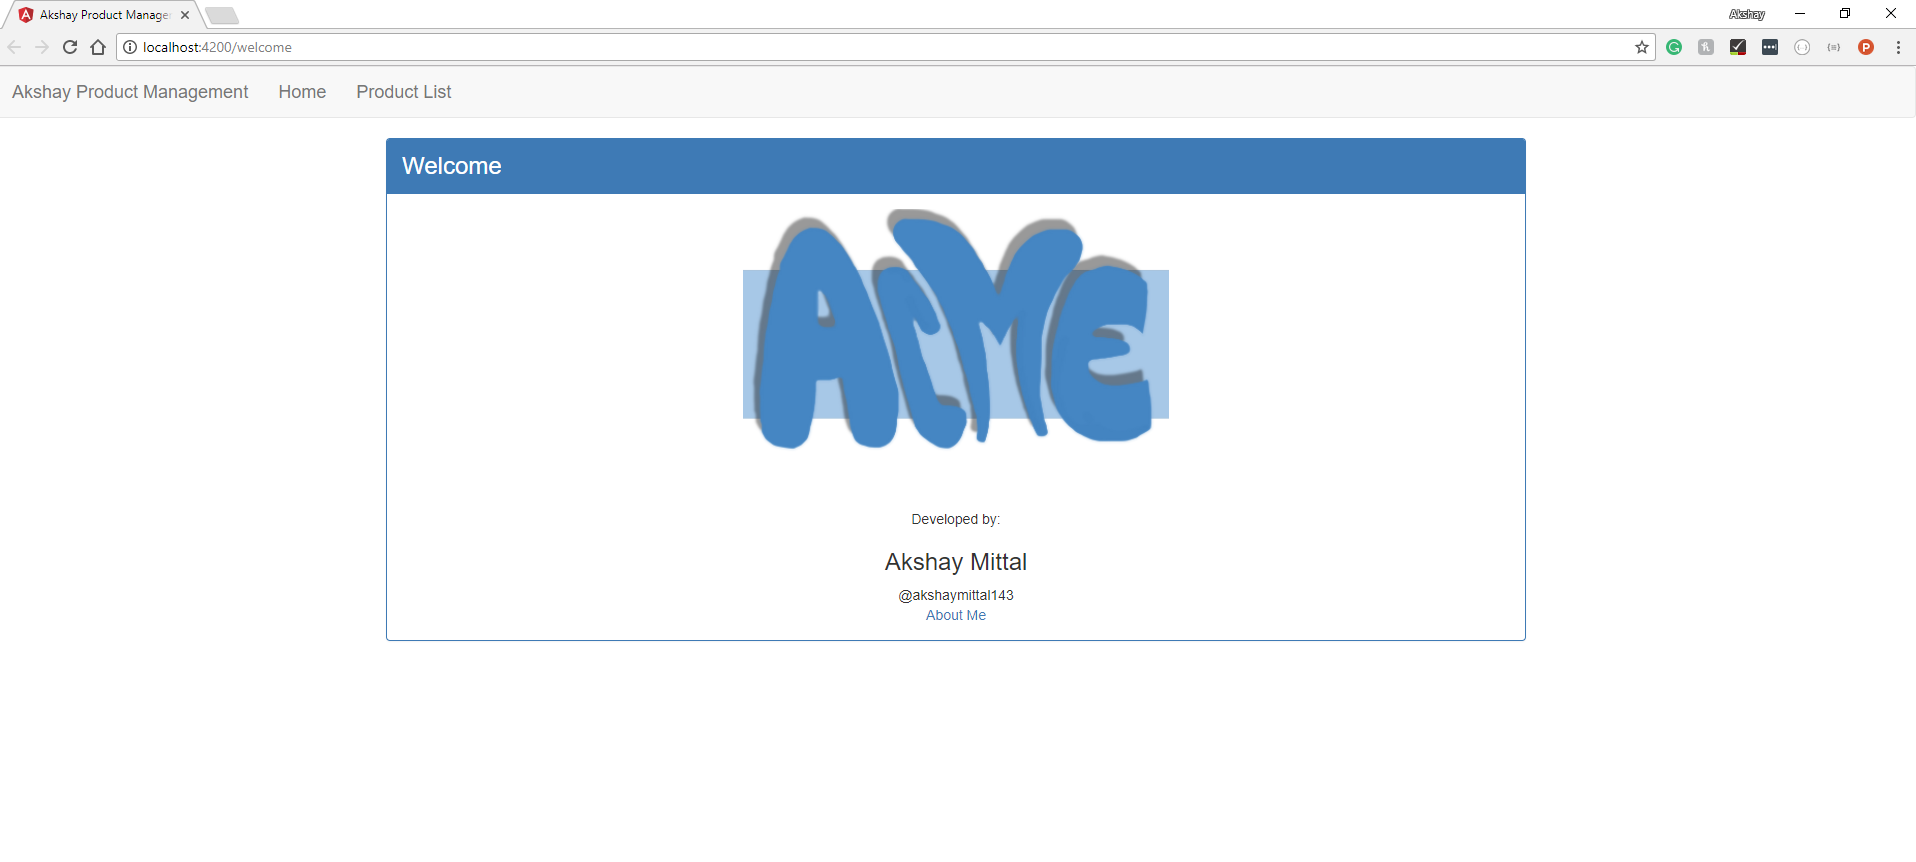 Akshay Product Manage
Akshay
localhost:4200/welcome
Akshay Product Management Home Product List
Welcome
ACME
Developed by:
Akshay Mittal
@akshaymittal143
About Me